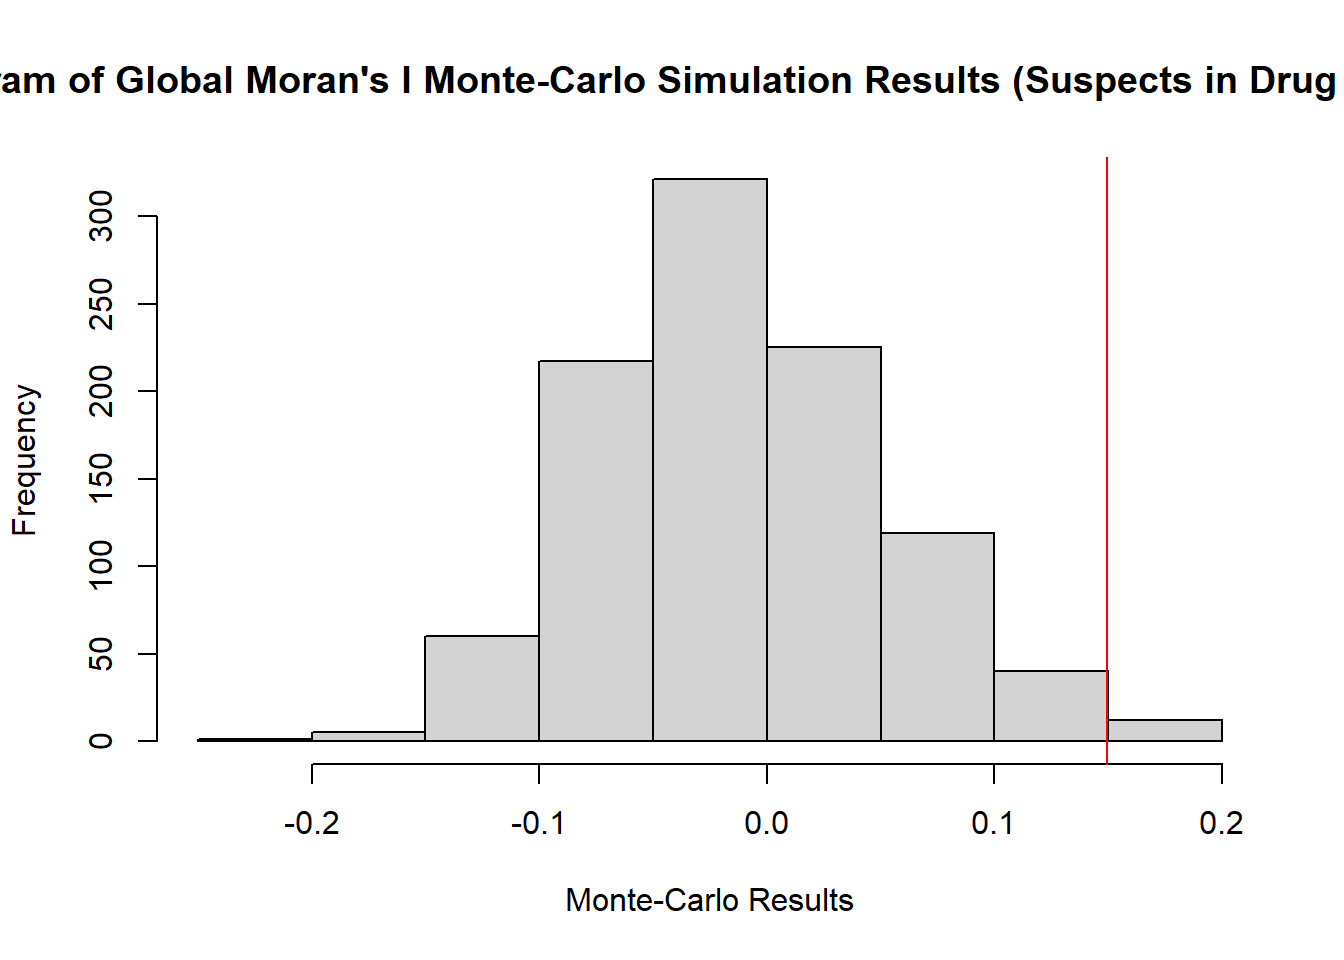 ram of Global Moran's I Monte-Carlo Simulation Results (Suspects in Drug
Frequency
300
250
200
150
100
50
0
-0.2 -0.1 0.0 0.1 0.2
Monte-Carlo Results